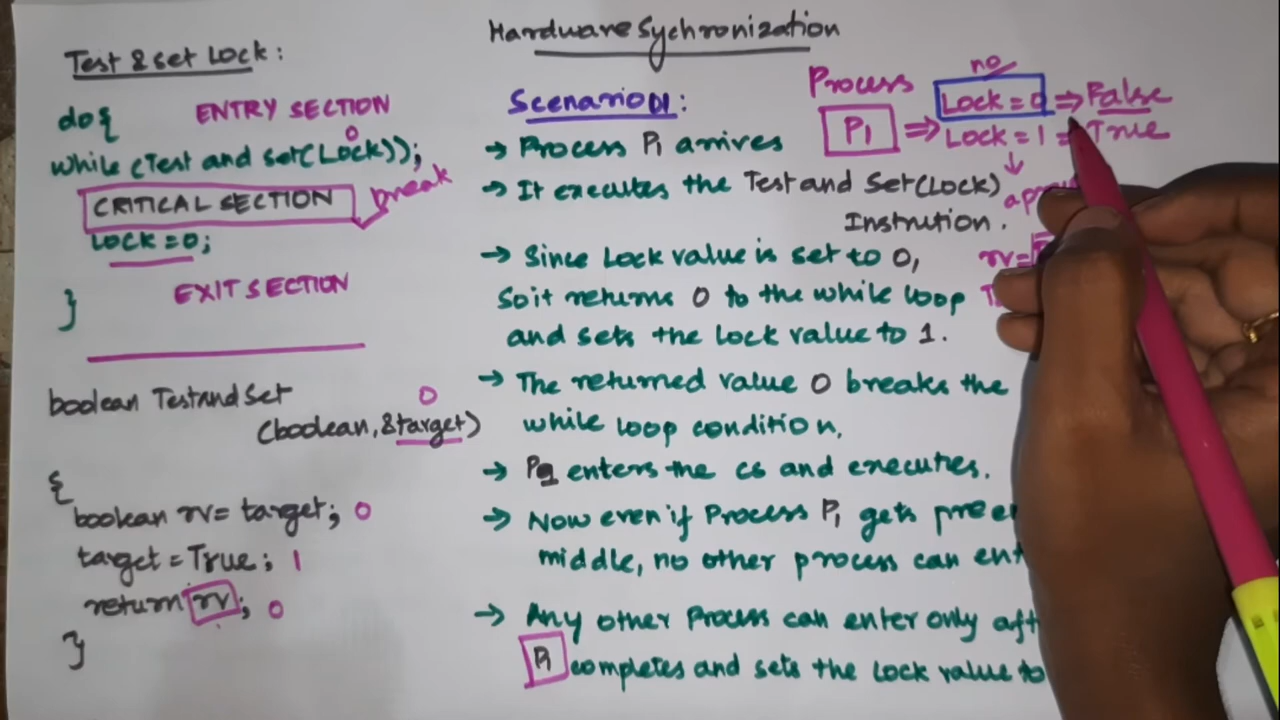 Hardware Sychronization
Test & set Lock :
do{ ENTRY SECTION
0
while (Test and set(Lock));
CRITICAL SECTION break
Lock = 0;
EXIT SECTION
}
boolean TestandSet
0
(boolean, &target)
{
boolean rv = target; 0
target = True; 1
return rv; 0
}
Scenario 01:
Process
P1
no
Lock = 0 ⇒ False
Lock = 1 = True
→ Process P1 arrives
→ It executes the Test and Set(Lock)
Instrution.
rv =
→ Since Lock value is set to 0,
So it returns 0 to the while loop
and sets the lock value to 1.
→ The returned value 0 breaks the
while loop condition.
→ P1 enters the cs and executies.
→ Now even if Process P1 gets
middle, no other process can
→ Any other Process can enter only
P1 completes and sets the Lock value to